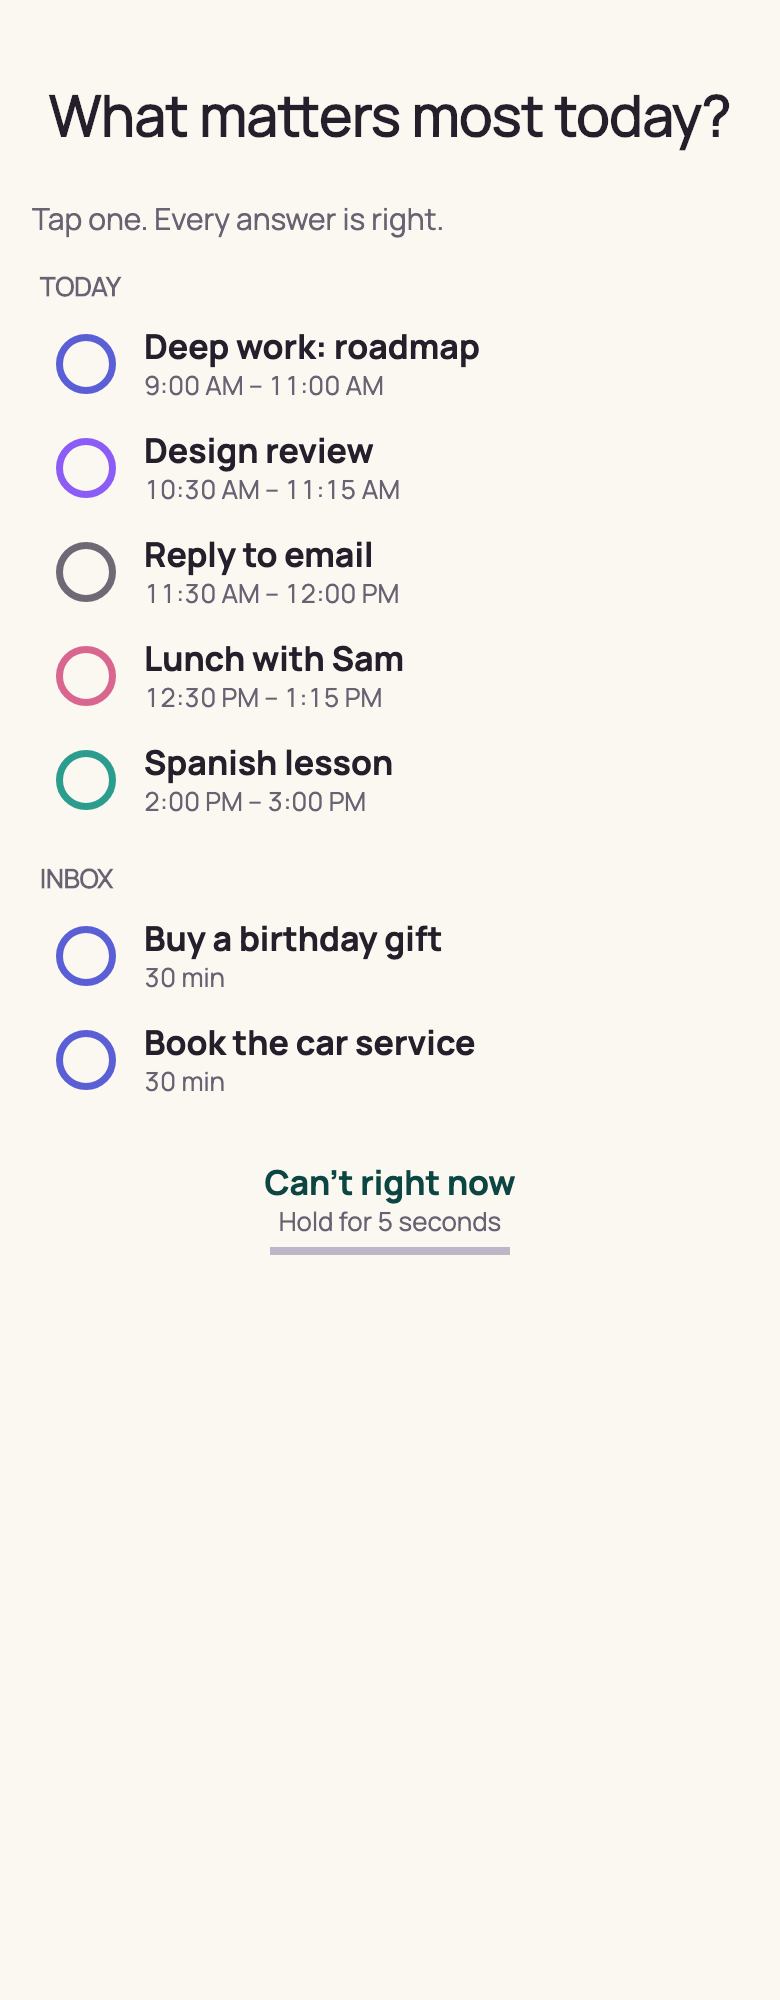 What matters most today?
Tap one. Every answer is right.
TODAY
Deep work: roadmap
9:00 AM – 11:00 AM
Design review
10:30 AM – 11:15 AM
Reply to email
11:30 AM – 12:00 PM
Lunch with Sam
12:30 PM – 1:15 PM
Spanish lesson
2:00 PM – 3:00 PM
INBOX
Buy a birthday gift
30 min
Book the car service
30 min
Can’t right now
Hold for 5 seconds